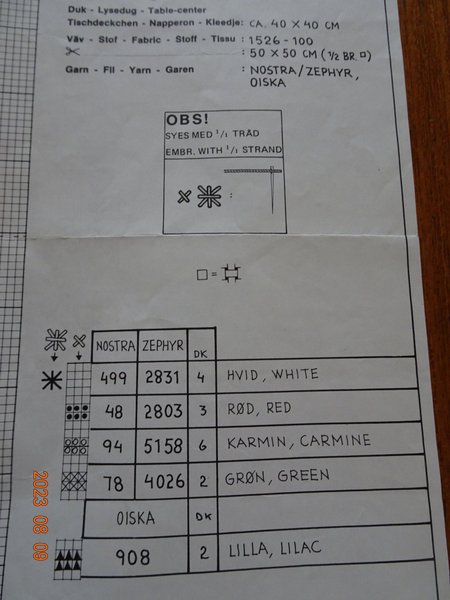 Duk - Lysedug - Table-center
Tischdeckchen - Napperon - Kleedje: CA. 40 X 40 CM
Väv - Stof - Fabric - Stoff - Tissu : 1526-100
: 50 X 50 CM (1/2 BR.)
Garn - Fil - Yarn - Garen : NOSTRA/ZEPHYR,
OISKA
OBS!
SYES MED 1/1 TRÅD
EMBR. WITH 1/1 STRAND
NOSTRA ZEPHYR DK
499 2831 4 HVID, WHITE
48 2803 3 RØD, RED
94 5158 6 KARMIN, CARMINE
78 4026 2 GRØN, GREEN
OISKA DK
908 2 LILLA, LILAC
2023 08 09